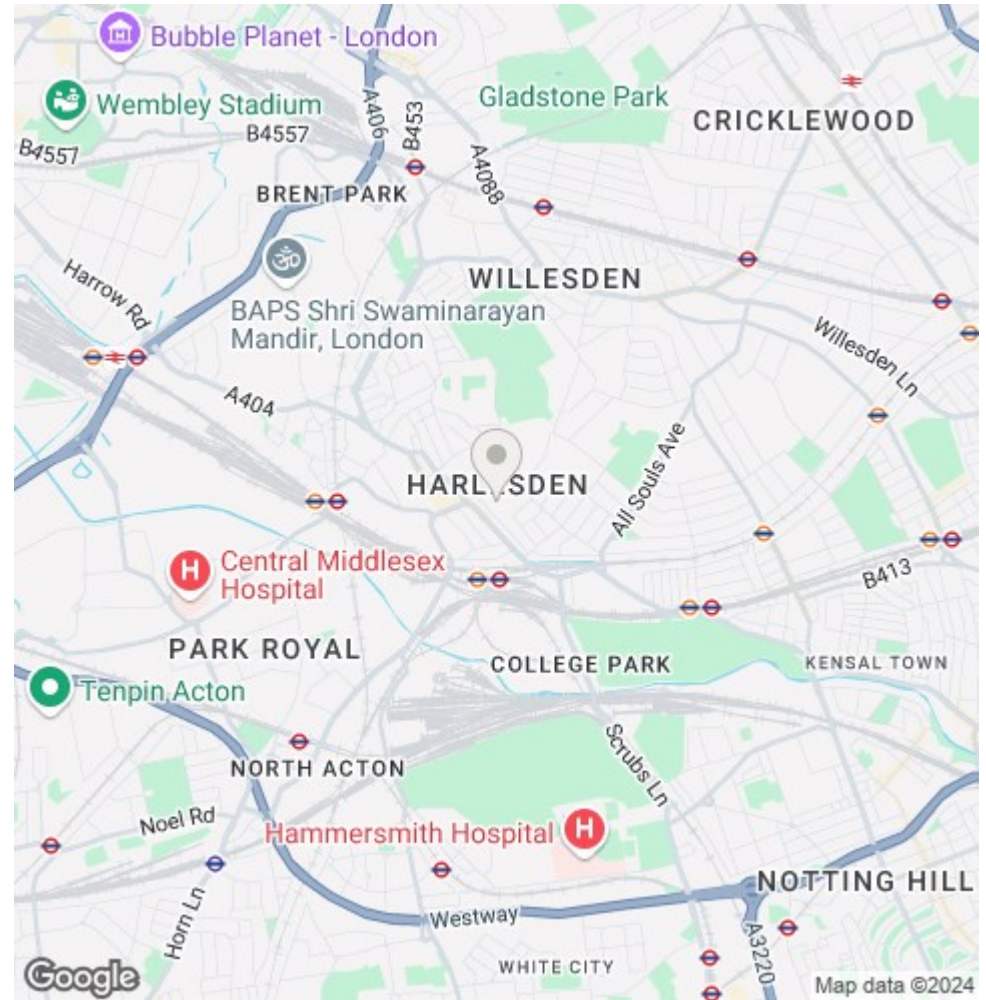 Bubble Planet - London
Wembley Stadium
B4557
B4557
A406
B453
A4088
Gladstone Park
CRICKLEWOOD
BRENT PARK
WILLESDEN
Harrow Rd
BAPS Shri Swaminarayan
Mandir, London
Willesden Ln
A404
All Souls Ave
HARLESDEN
Central Middlesex
Hospital
B413
PARK ROYAL
COLLEGE PARK
KENSAL TOWN
Tenpin Acton
Scrubs Ln
NORTH ACTON
Noel Rd
Hammersmith Hospital
H
H
NOTTING HILL
Horn Ln
Westway
A3220
WHITE CITY
Google
Map data ©2024